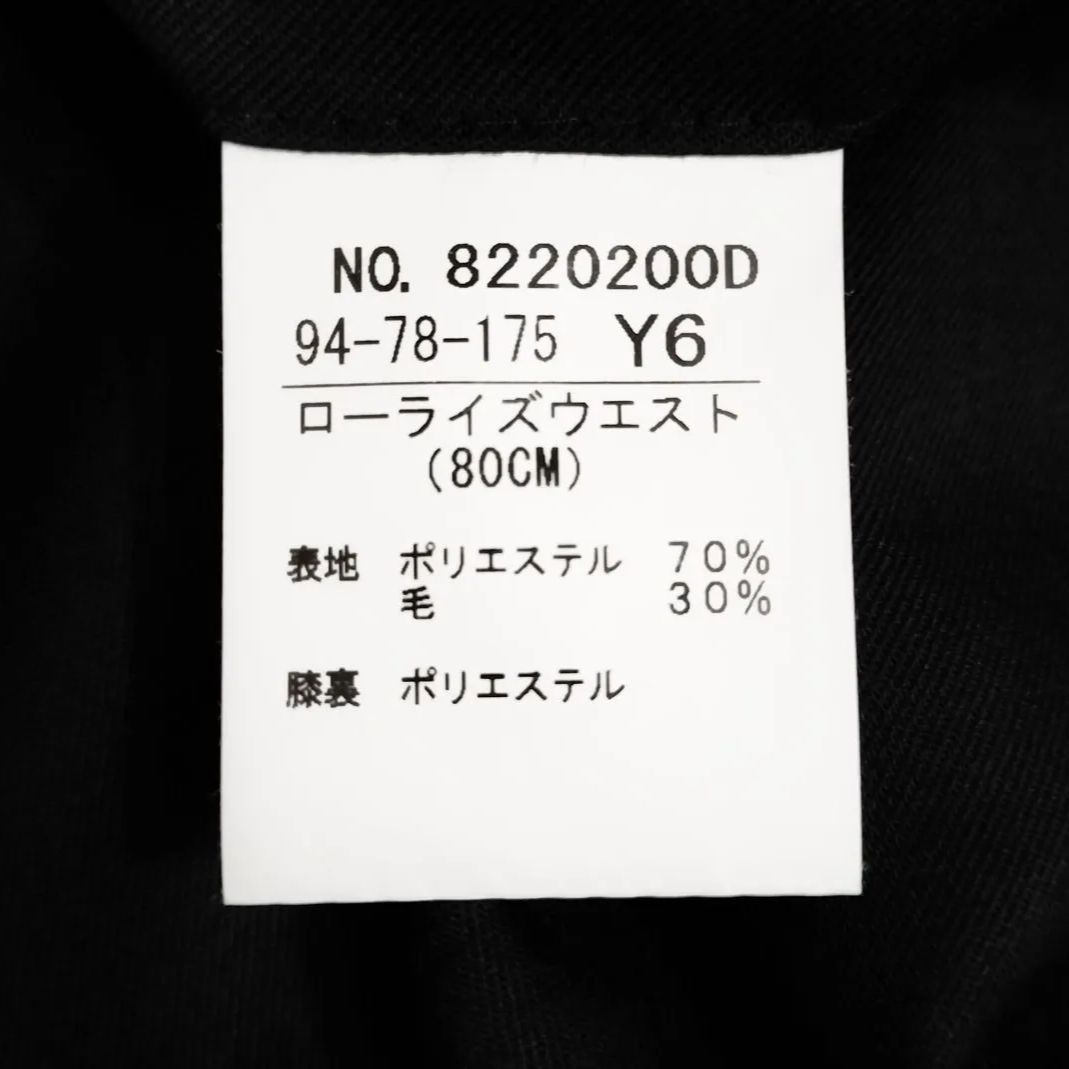 NO. 8220200D
94-78-175 Y6
ローライズウエスト
(80CM)
表地 ポリエステル 70%
毛 30%
膝裏 ポリエステル